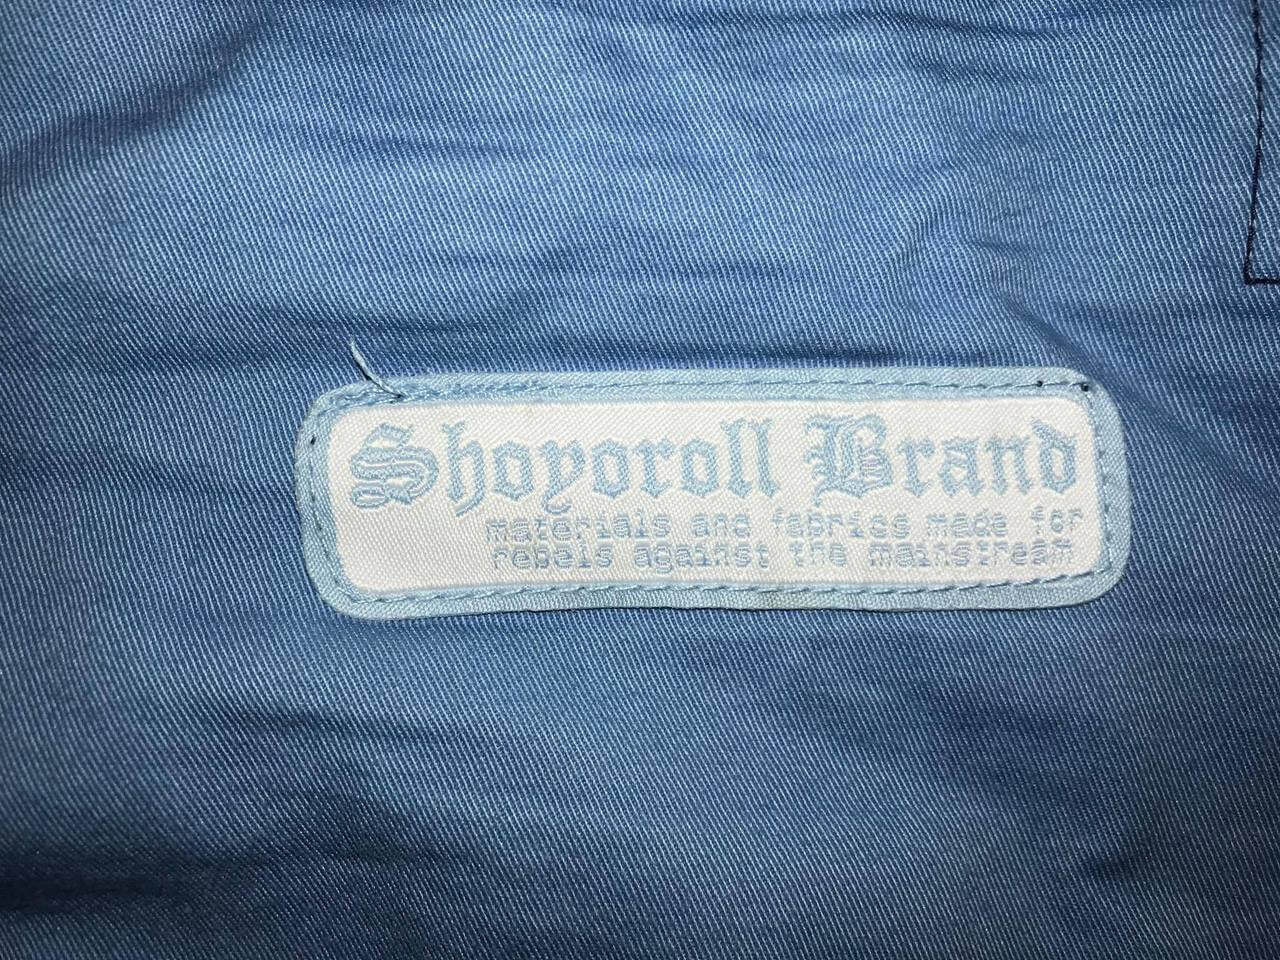 Shoyoroll Brand
materials and fabrics made for
rebels against the mainstream